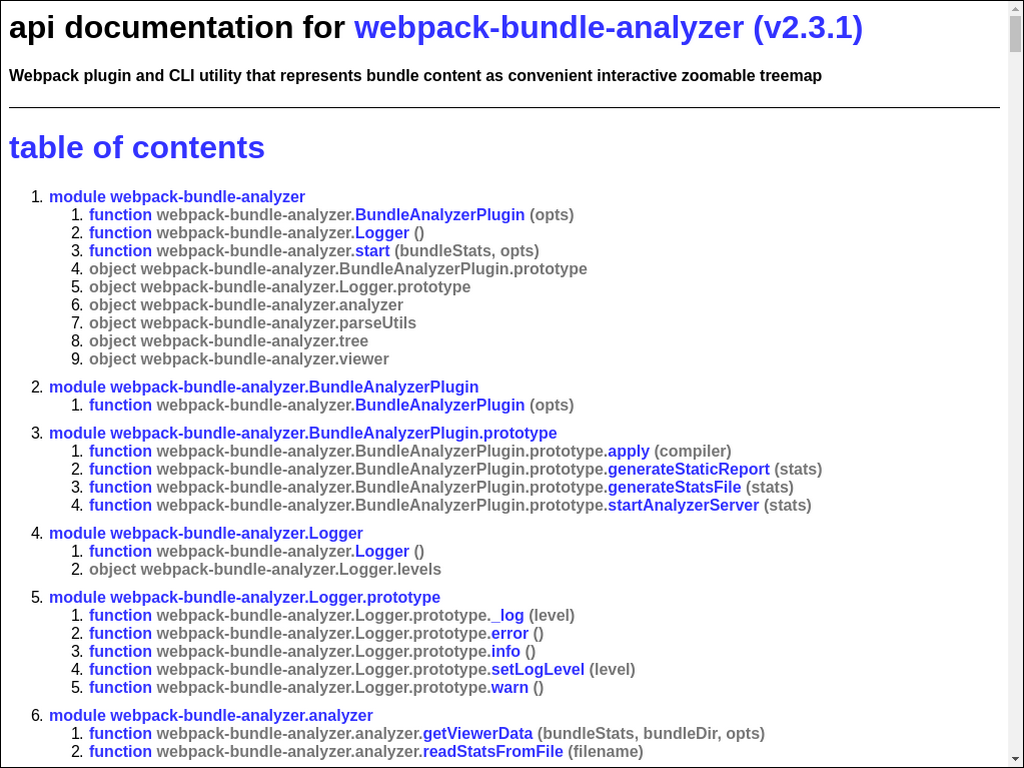 api documentation for webpack-bundle-analyzer (v2.3.1)
Webpack plugin and CLI utility that represents bundle content as convenient interactive zoomable treemap
table of contents
1. module webpack-bundle-analyzer
1. function webpack-bundle-analyzer.BundleAnalyzerPlugin (opts)
2. function webpack-bundle-analyzer.Logger ()
3. function webpack-bundle-analyzer.start (bundleStats, opts)
4. object webpack-bundle-analyzer.BundleAnalyzerPlugin.prototype
5. object webpack-bundle-analyzer.Logger.prototype
6. object webpack-bundle-analyzer.analyzer
7. object webpack-bundle-analyzer.parseUtils
8. object webpack-bundle-analyzer.tree
9. object webpack-bundle-analyzer.viewer
2. module webpack-bundle-analyzer.BundleAnalyzerPlugin
1. function webpack-bundle-analyzer.BundleAnalyzerPlugin (opts)
3. module webpack-bundle-analyzer.BundleAnalyzerPlugin.prototype
1. function webpack-bundle-analyzer.BundleAnalyzerPlugin.prototype.apply (compiler)
2. function webpack-bundle-analyzer.BundleAnalyzerPlugin.prototype.generateStaticReport (stats)
3. function webpack-bundle-analyzer.BundleAnalyzerPlugin.prototype.generateStatsFile (stats)
4. function webpack-bundle-analyzer.BundleAnalyzerPlugin.prototype.startAnalyzerServer (stats)
4. module webpack-bundle-analyzer.Logger
1. function webpack-bundle-analyzer.Logger ()
2. object webpack-bundle-analyzer.Logger.levels
5. module webpack-bundle-analyzer.Logger.prototype
1. function webpack-bundle-analyzer.Logger.prototype._log (level)
2. function webpack-bundle-analyzer.Logger.prototype.error ()
3. function webpack-bundle-analyzer.Logger.prototype.info ()
4. function webpack-bundle-analyzer.Logger.prototype.setLogLevel (level)
5. function webpack-bundle-analyzer.Logger.prototype.warn ()
6. module webpack-bundle-analyzer.analyzer
1. function webpack-bundle-analyzer.analyzer.getViewerData (bundleStats, bundleDir, opts)
2. function webpack-bundle-analyzer.analyzer.readStatsFromFile (filename)